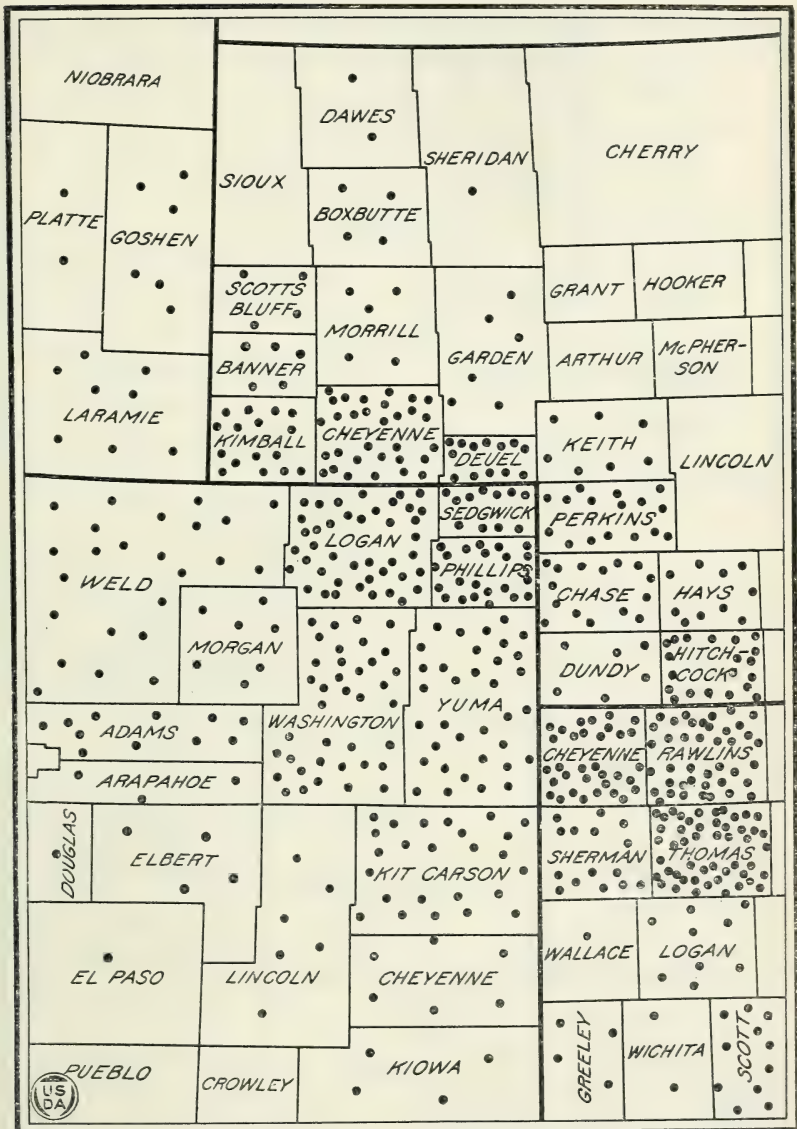 NIOBRARA
DAWES
SHERIDAN
CHERRY
SIOUX
BOXBUTTE
PLATTE
GOSHEN
SCOTTS
BLUFF
GRANT
HOOKER
MORRILL
BANNER
GARDEN
ARTHUR
McPHER-
SON
LARAMIE
KIMBALL
CHEYENNE
DEUEL
KEITH
LINCOLN
SEDGWICK
PERKINS
LOGAN
PHILLIPS
WELD
CHASE
HAYS
MORGAN
DUNDY
HITCH-
COCK
YUMA
ADAMS
WASHINGTON
CHEYENNE
RAWLINS
ARAPAHOE
DOUGLAS
ELBERT
KIT CARSON
SHERMAN
THOMAS
EL PASO
LINCOLN
CHEYENNE
WALLACE
LOGAN
GREELEY
WICHITA
SCOTT
KIOWA
PUEBLO
CROWLEY
US
DA